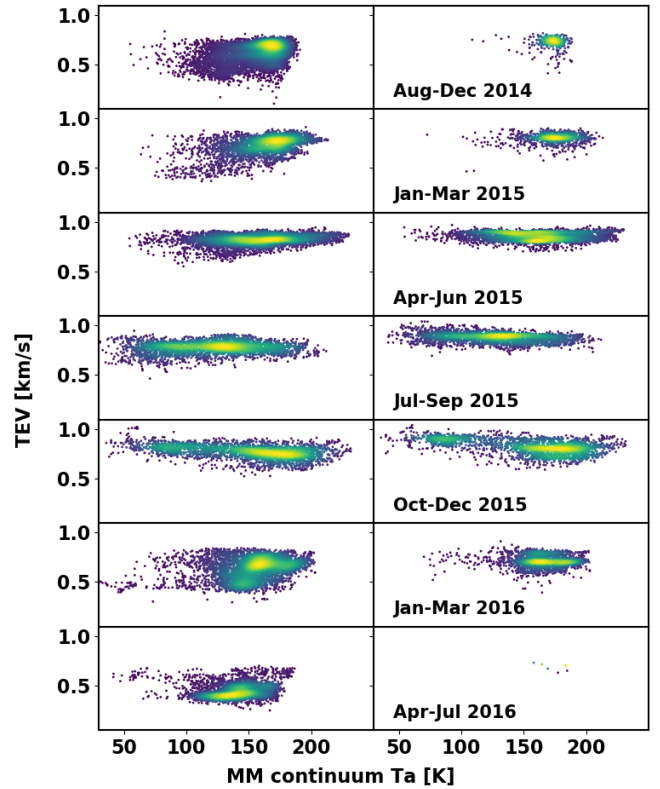 1.0
0.5
Aug-Dec 2014
1.0
0.5
Jan-Mar 2015
1.0
0.5
Apr-Jun 2015
1.0
0.5
Jul-Sep 2015
1.0
0.5
Oct-Dec 2015
1.0
0.5
Jan-Mar 2016
1.0
0.5
Apr-Jul 2016
TEV [km/s]
50 100 150 200 50 100 150 200
MM continuum Ta [K]